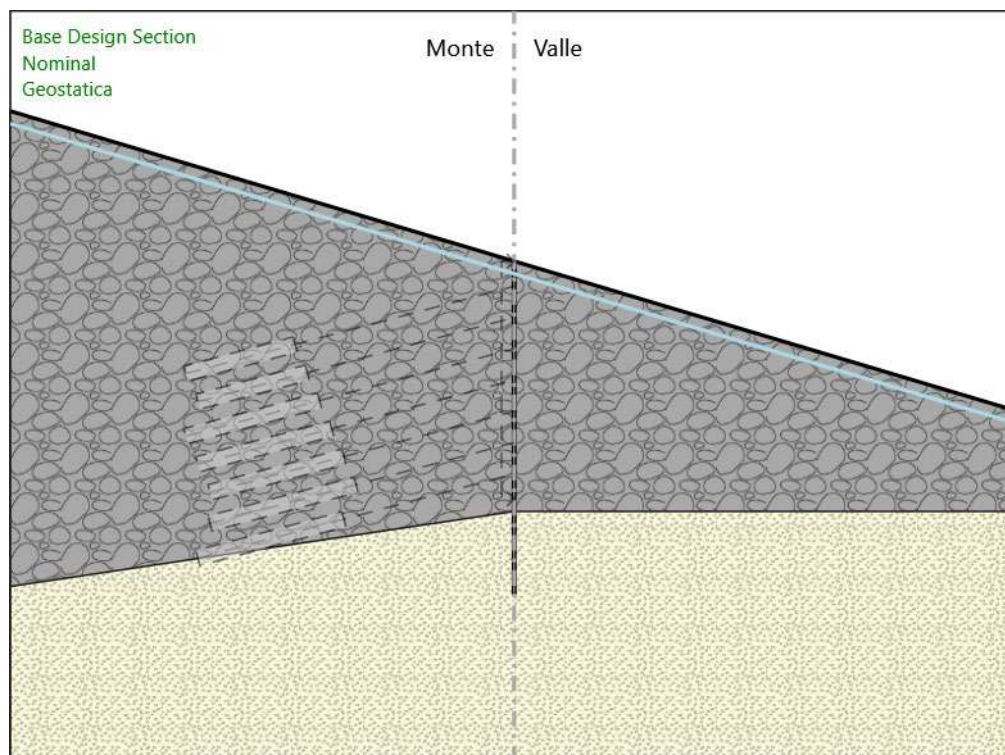 Base Design Section
Nominal
Geostatica
Monte
Valle